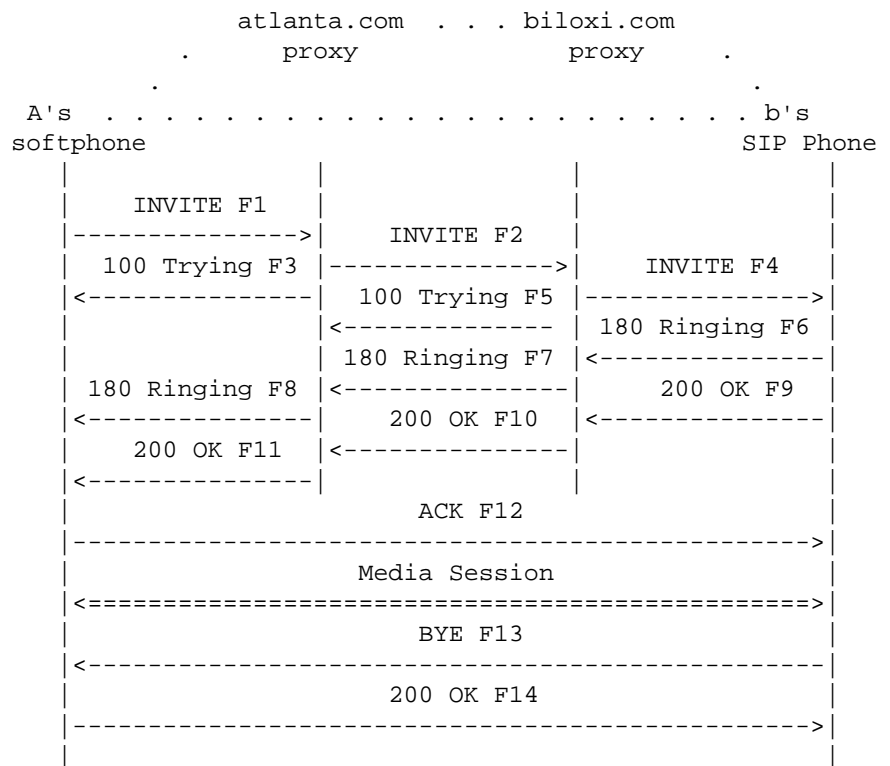 atlanta.com . . . biloxi.com
. proxy proxy .
. .
A's . . . . . . . . . . . . . . . . . . . . b's
softphone SIP Phone
INVITE F1
INVITE F2
100 Trying F3 INVITE F4
100 Trying F5
180 Ringing F6
180 Ringing F7
180 Ringing F8 200 OK F9
200 OK F10
200 OK F11
ACK F12
Media Session
BYE F13
200 OK F14